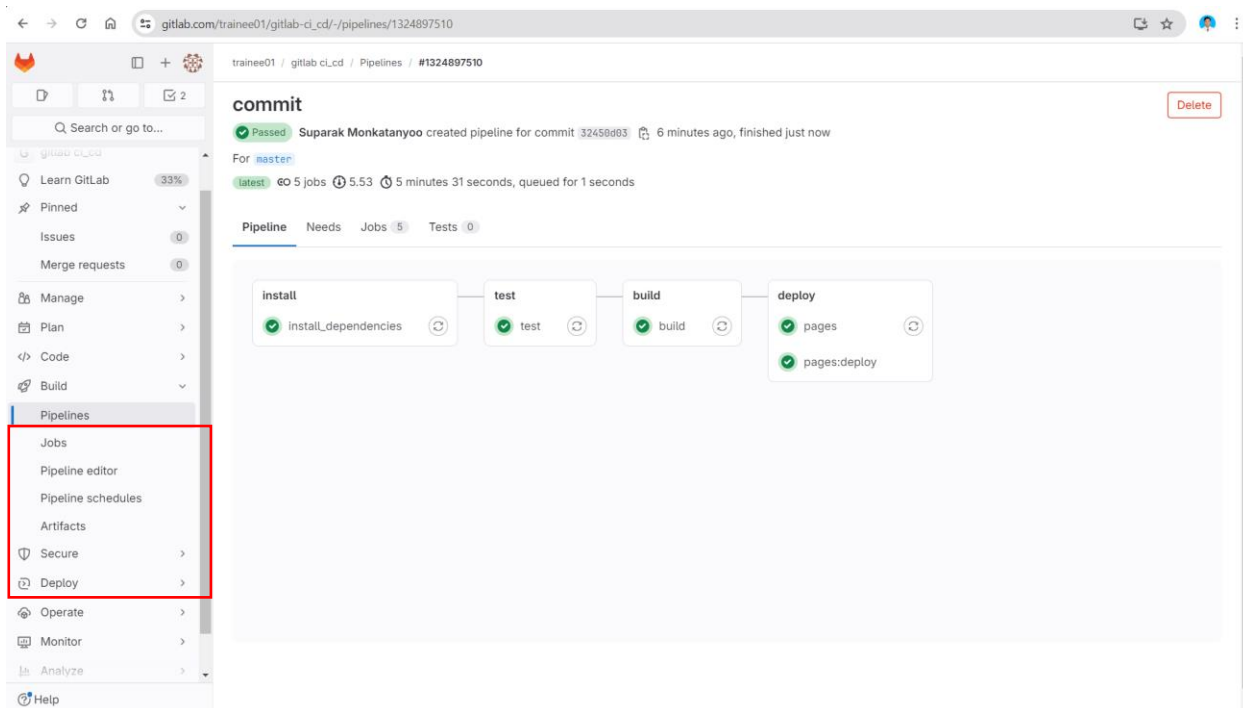 gitlab.com/trainee01/gitlab-ci_cd/-/pipelines/1324897510
2
Search or go to...
gitlab ci_cd
Learn GitLab 33%
Pinned
Issues 0
Merge requests 0
Manage
Plan
Code
Build
Pipelines
Jobs
Pipeline editor
Pipeline schedules
Artifacts
Secure
Deploy
Operate
Monitor
Analyze
Help
trainee01 / gitlab ci_cd / Pipelines / #1324897510
commit
Delete
Passed Suparak Monkatanyoo created pipeline for commit 32450d03 6 minutes ago, finished just now
For master
latest 5 jobs 5.53 5 minutes 31 seconds, queued for 1 seconds
Pipeline Needs Jobs 5 Tests 0
install
install_dependencies
test
test
build
build
deploy
pages
pages:deploy